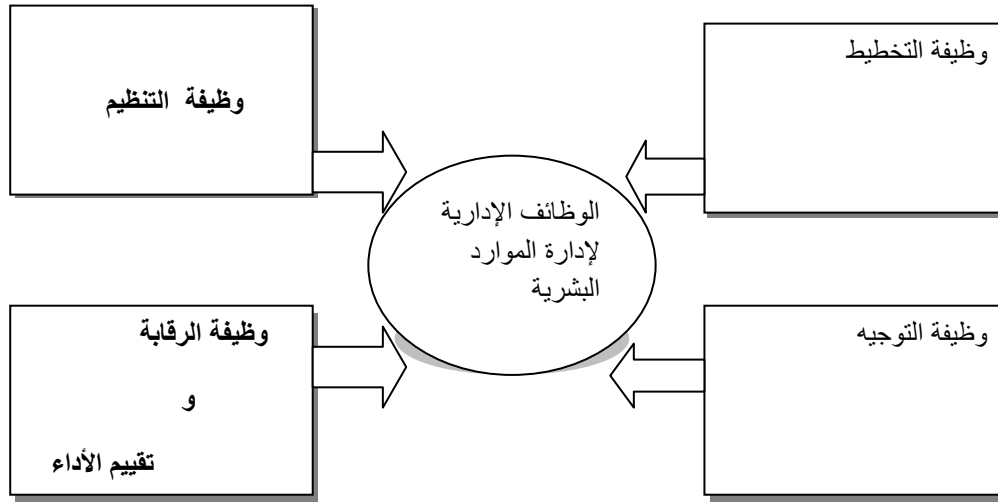 وظيفة التخطيط
وظيفة التنظيم
الوظائف الإدارية
لإدارة الموارد
البشرية
وظيفة التوجيه
وظيفة الرقابة
و
تقييم الأداء